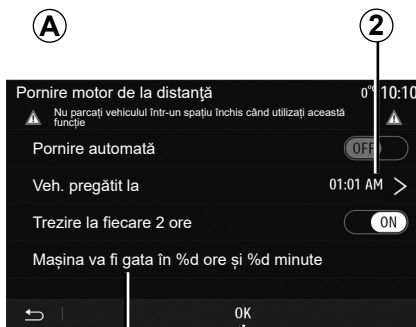 A 2
Pornire motor de la distanţă 0° 10:10
Nu parcați vehiculul într-un spațiu închis când utilizați această
funcție
Pornire automată OFF
Veh. pregătit la 01:01 AM
Trezire la fiecare 2 ore ON
Mașina va fi gata în %d ore și %d minute
OK